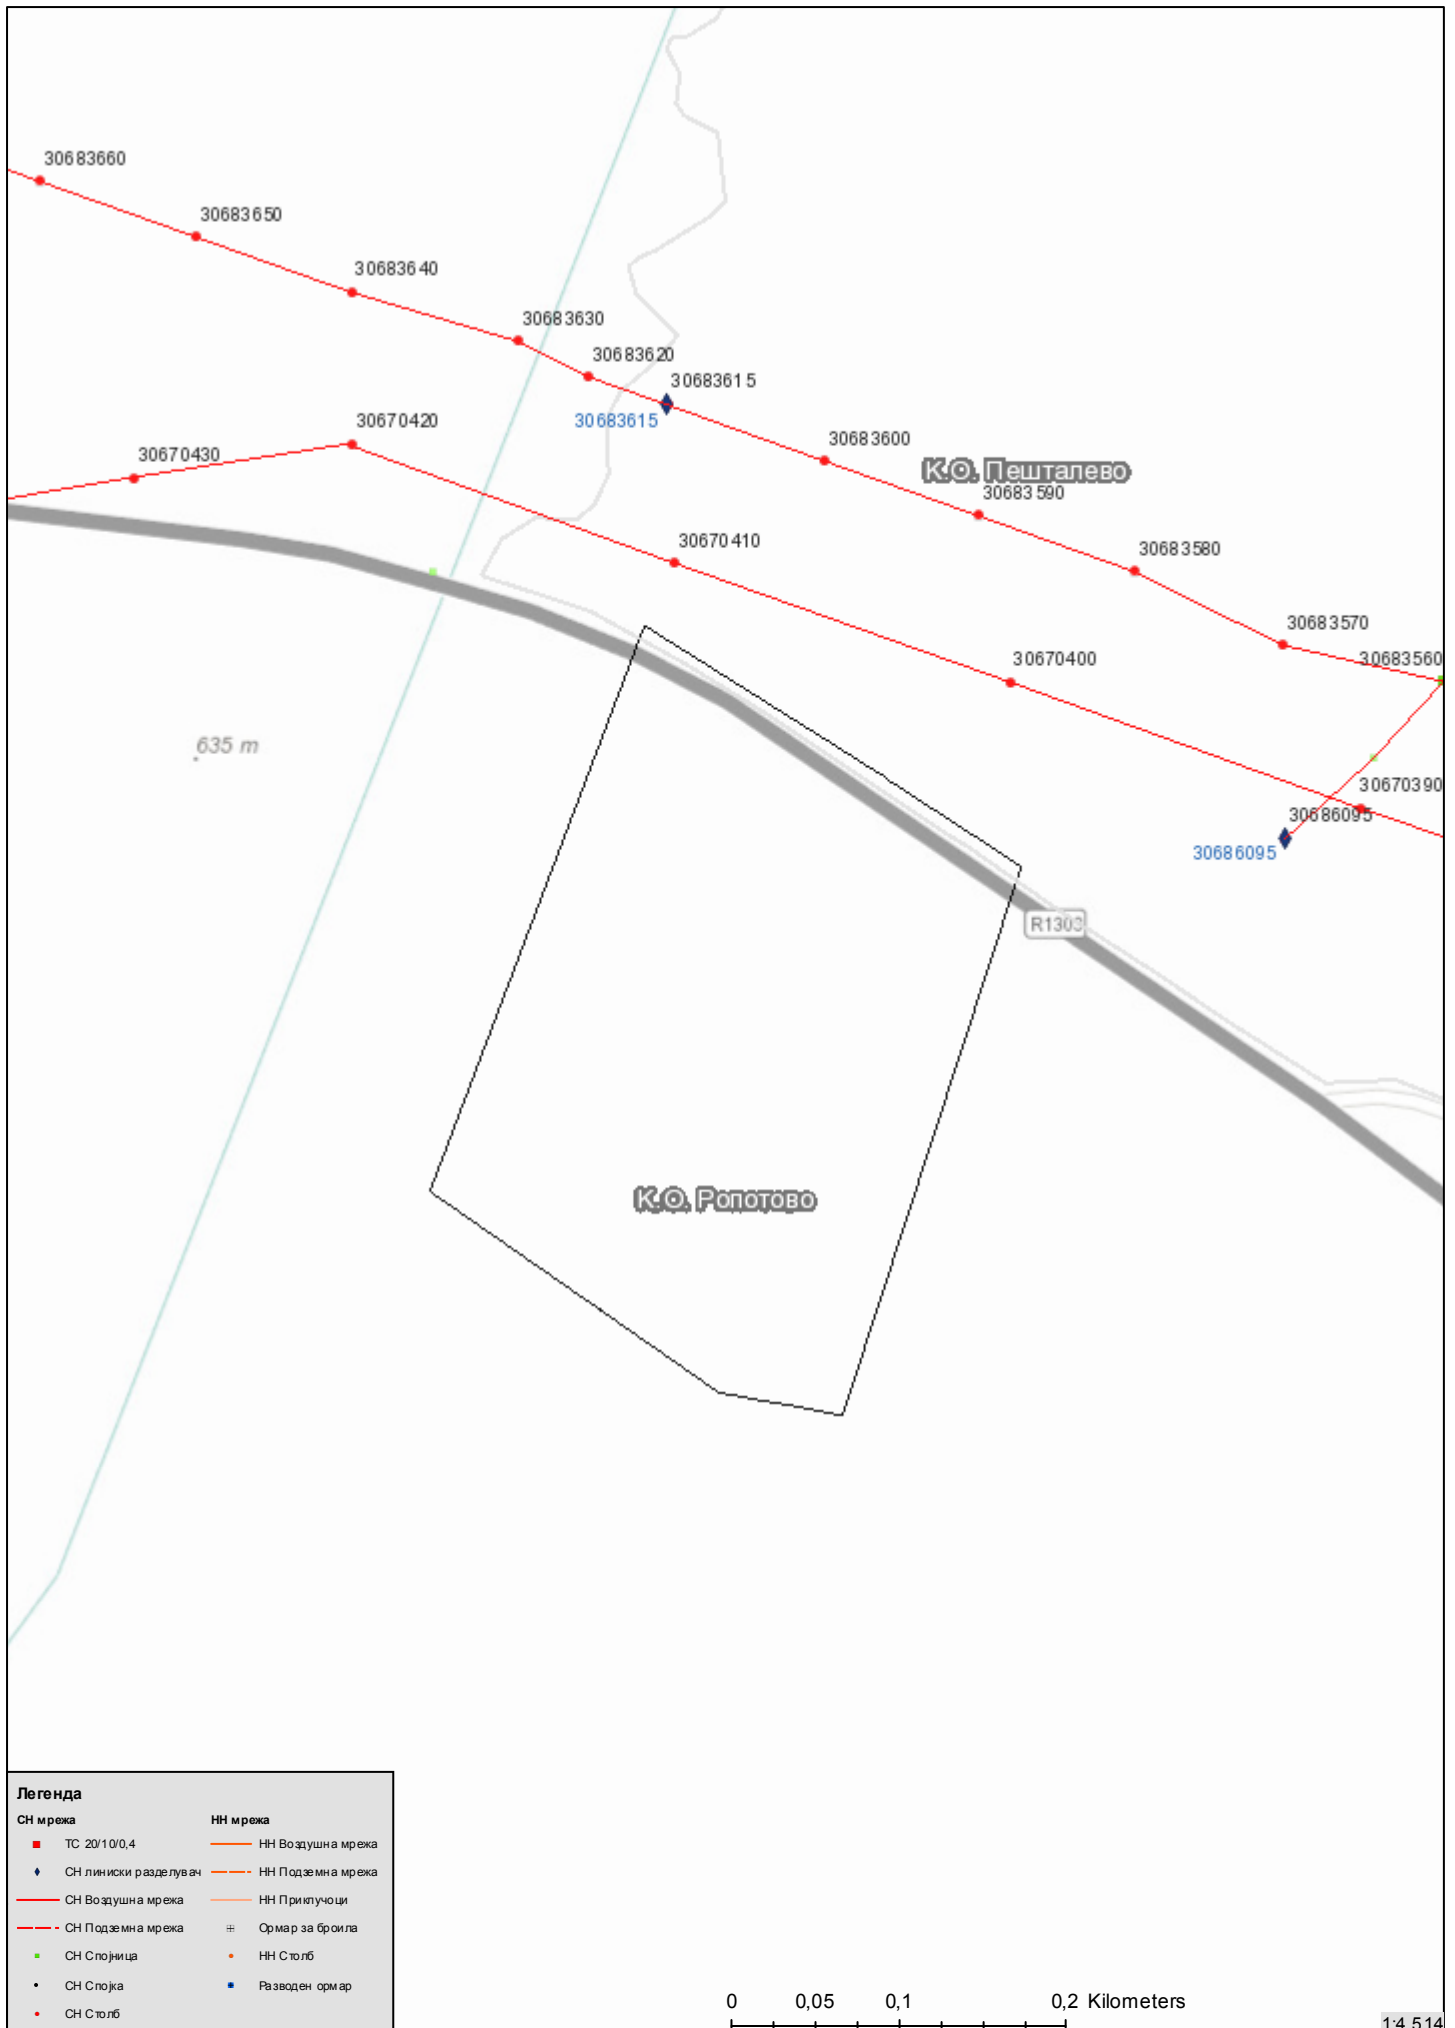 30683660
30683650
30683640
30683630
30683620
30683615
30683615
30670420
30683600
30670430
К.О. Пешталево
30683590
30670410
30683580
30683570
30670400
30683560
635 m
30670390
30686095
30686095
R1303
К.О. Ропотово
Легенда
СН мрежа
НН мрежа
ТС 20/10/0,4
НН Воздушна мрежа
СН линиски разделувач
НН Подземна мрежа
СН Воздушна мрежа
НН Приклучоци
СН Подземна мрежа
Ормар за броила
СН Спојница
НН Столб
СН Спојка
Разводен ормар
СН Столб
0 0,05 0,1 0,2 Kilometers
1:4.514